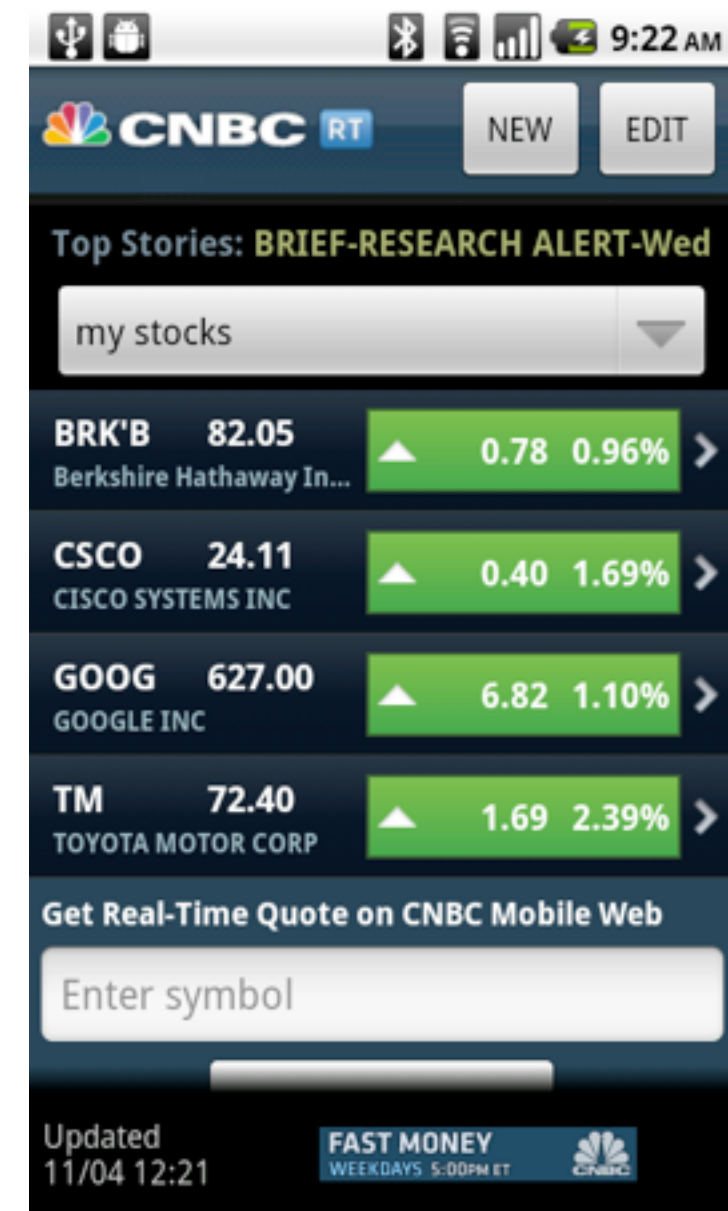 9:22 AM
CNBC RT NEW EDIT
Top Stories: BRIEF-RESEARCH ALERT-Wed
my stocks
BRK'B 82.05 0.78 0.96%
Berkshire Hathaway In...
CSCO 24.11 0.40 1.69%
CISCO SYSTEMS INC
GOOG 627.00 6.82 1.10%
GOOGLE INC
TM 72.40 1.69 2.39%
TOYOTA MOTOR CORP
Get Real-Time Quote on CNBC Mobile Web
Enter symbol
Updated
11/04 12:21
FAST MONEY
WEEKDAYS 5:00PM ET
CNBC